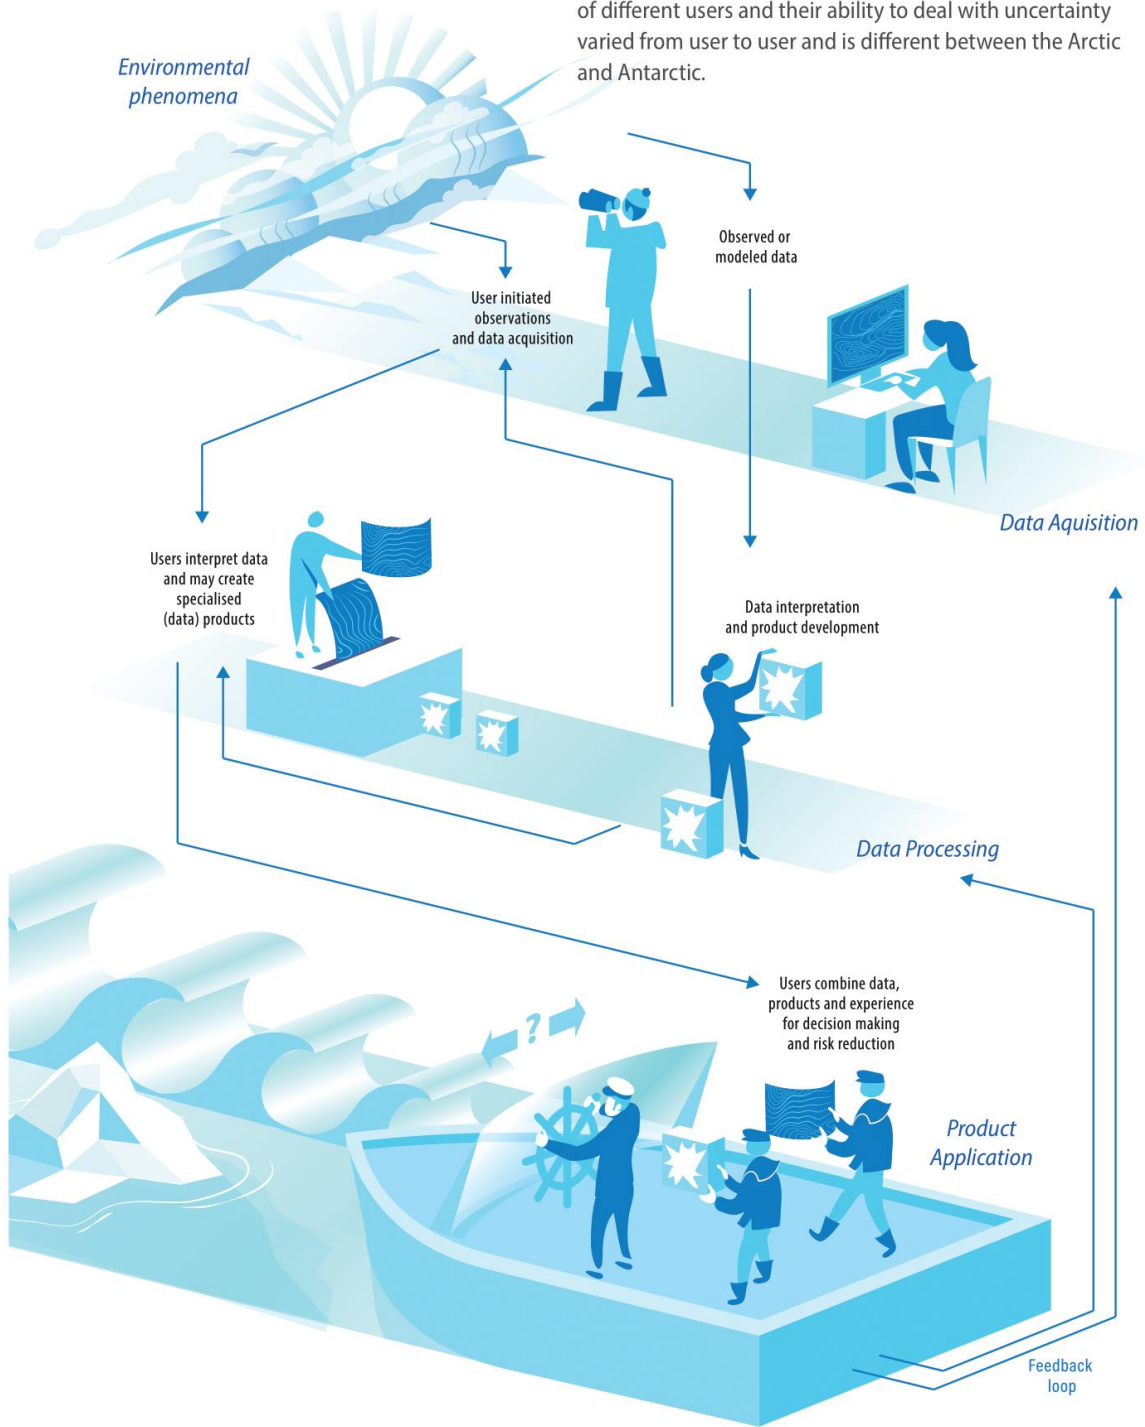 of different users and their ability to deal with uncertainty
varied from user to user and is different between the Arctic
and Antarctic.
Environmental
phenomena
Observed or
modeled data
User initiated
observations
and data acquisition
Data Aquisition
Users interpret data
and may create
specialised
(data) products
Data interpretation
and product development
Data Processing
Users combine data,
products and experience
for decision making
and risk reduction
?
Product
Application
Feedback
loop